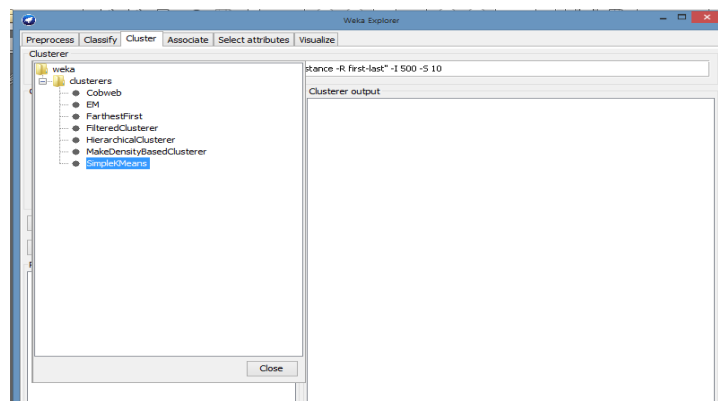 Weka Explorer
Preprocess Classify Cluster Associate Select attributes Visualize
Clusterer
weka
clusterers
Cobweb
EM
FarthestFirst
FilteredClusterer
HierarchicalClusterer
MakeDensityBasedClusterer
SimpleKMeans
Close
stance -R first-last" -I 500 -S 10
Clusterer output